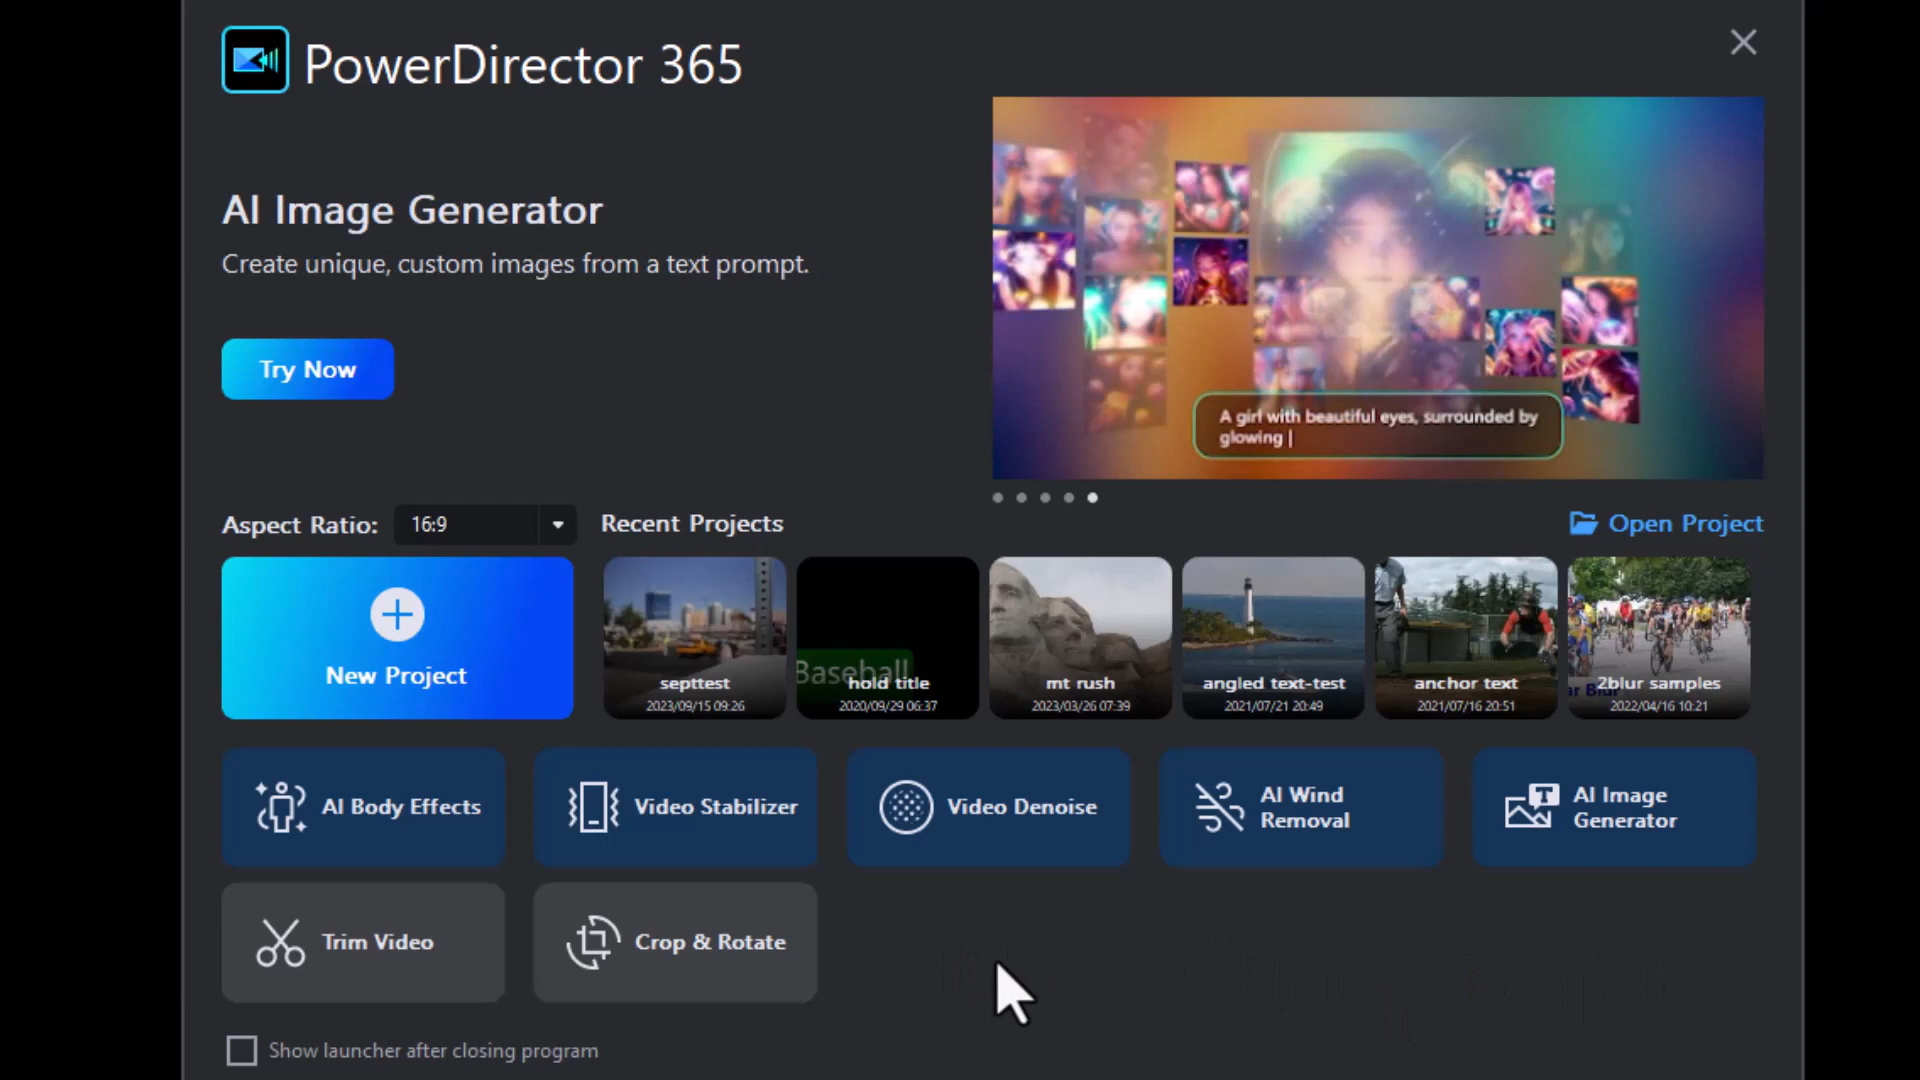 PowerDirector 365
AI Image Generator
Create unique, custom images from a text prompt.
Try Now
A girl with beautiful eyes, surrounded by
glowing
Aspect Ratio: 16:9
Recent Projects
Open Project
New Project
septtest
2023/09/15 09:26
Baseball
hold title
2020/09/29 06:37
mt rush
2023/03/26 07:39
angled text-test
2021/07/21 20:49
anchor text
2021/07/16 20:51
2blur samples
2022/04/16 10:21
AI Body Effects
Video Stabilizer
Video Denoise
AI Wind
Removal
T
AI Image
Generator
Trim Video
Crop & Rotate
Show launcher after closing program